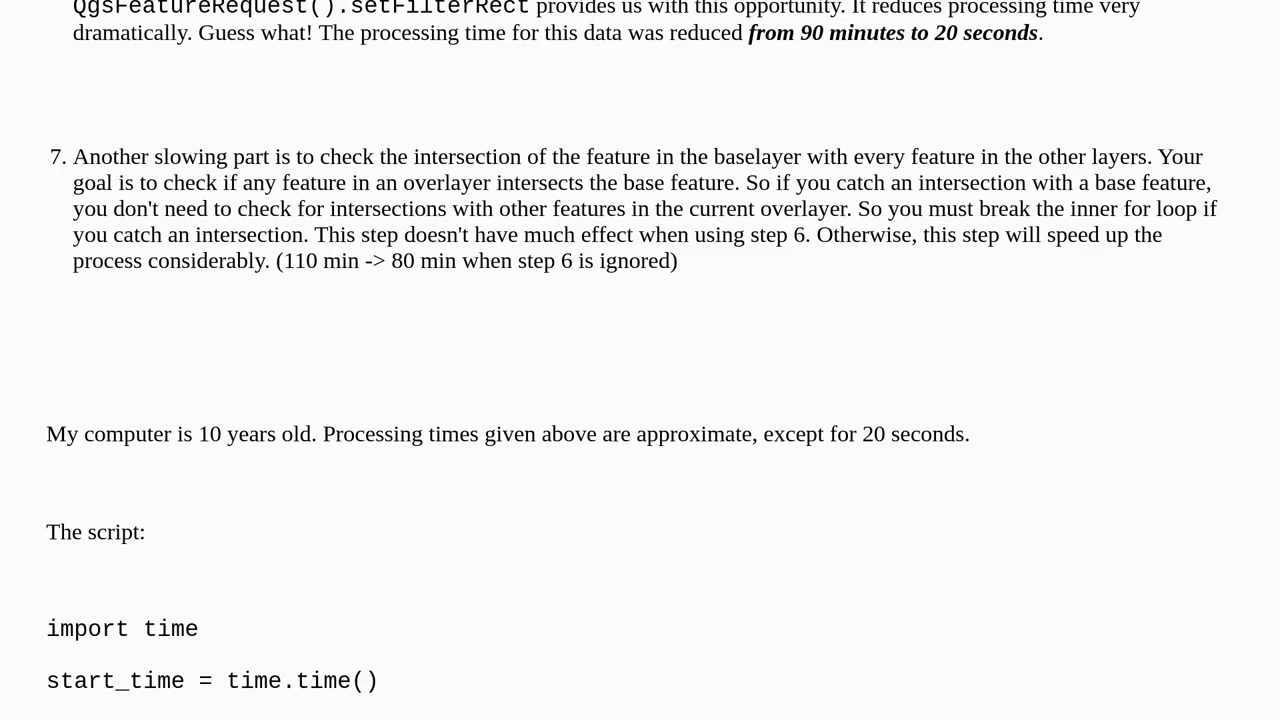 QgsFeatureRequest().setFilterRect provides us with this opportunity. It reduces processing time very
dramatically. Guess what! The processing time for this data was reduced from 90 minutes to 20 seconds.
7. Another slowing part is to check the intersection of the feature in the baselayer with every feature in the other layers. Your
goal is to check if any feature in an overlayer intersects the base feature. So if you catch an intersection with a base feature,
you don't need to check for intersections with other features in the current overlayer. So you must break the inner for loop if
you catch an intersection. This step doesn't have much effect when using step 6. Otherwise, this step will speed up the
process considerably. (110 min -> 80 min when step 6 is ignored)
My computer is 10 years old. Processing times given above are approximate, except for 20 seconds.
The script:
import time
start_time = time.time()